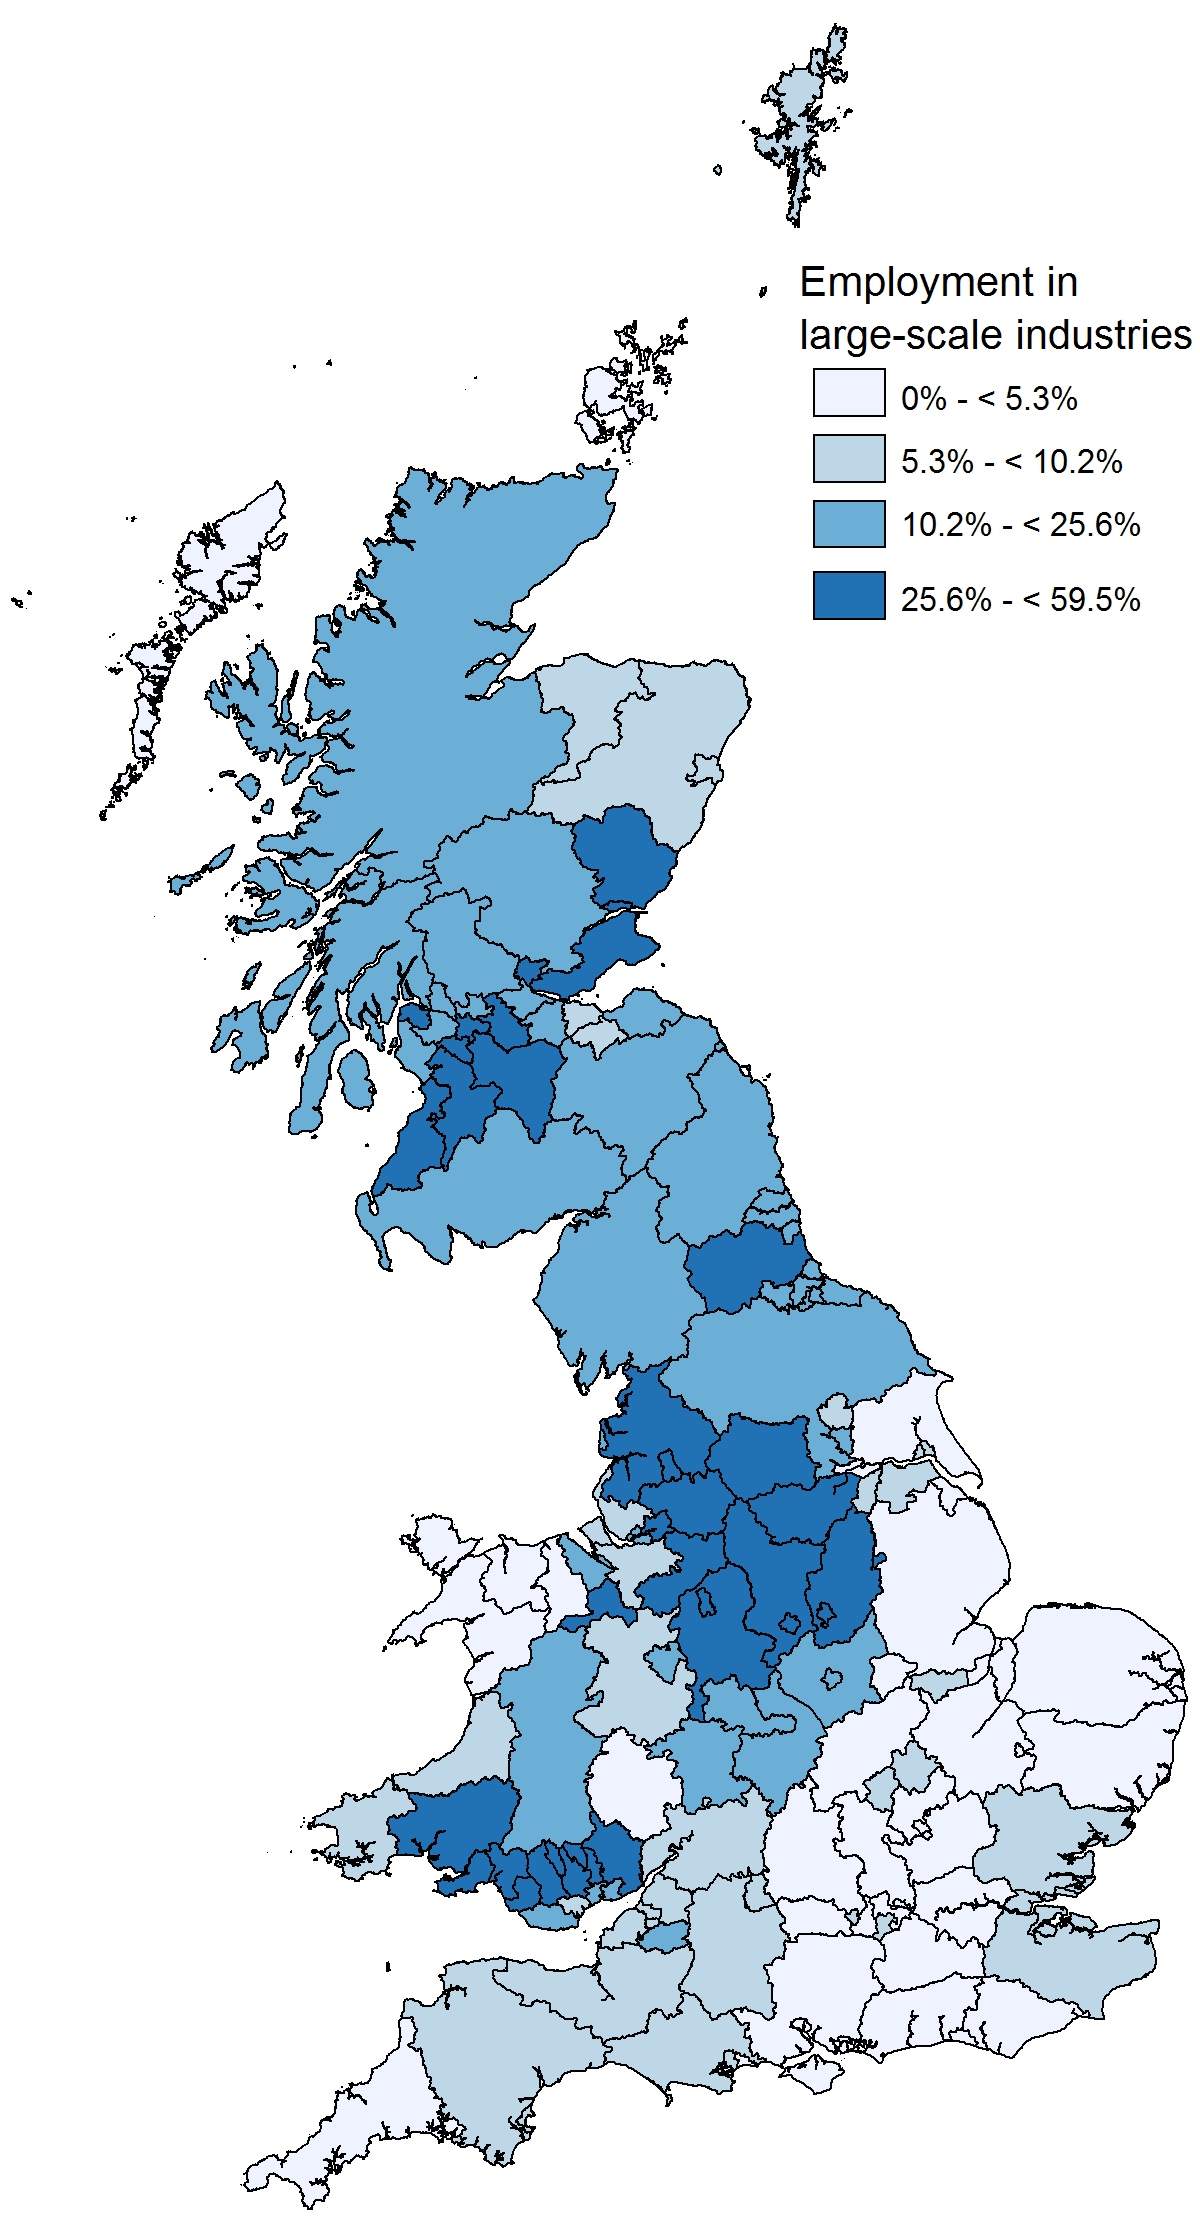 Employment in
large-scale industries
0% - < 5.3%
5.3% - < 10.2%
10.2% - < 25.6%
25.6% - < 59.5%